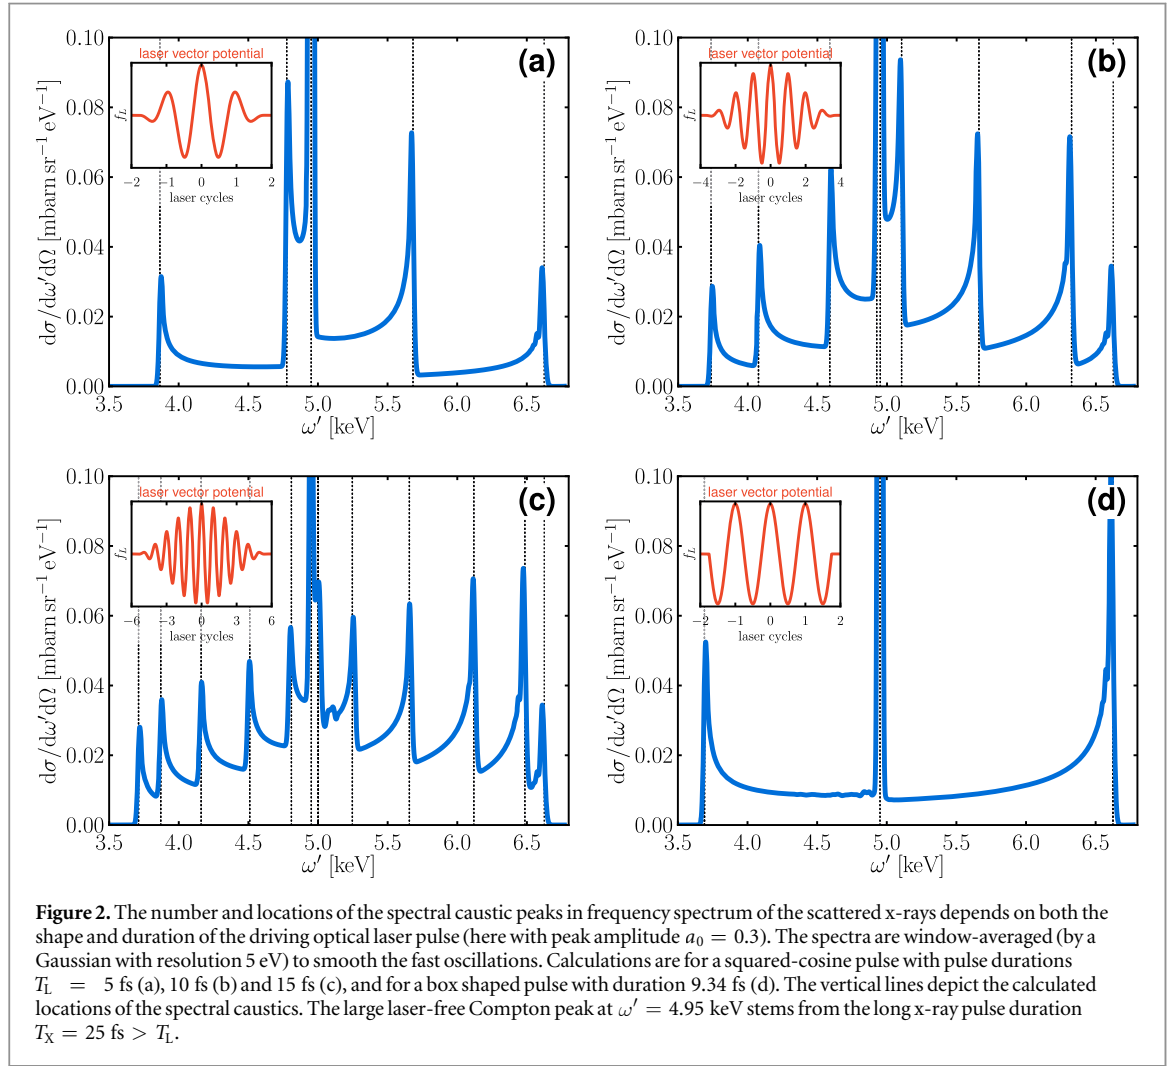 (a)
laser vector potential
f_L
−2 −1 0 1 2
laser cycles
0.10
0.08
0.06
0.04
0.02
0.00
dσ/dω′dΩ [mbarn sr⁻¹ eV⁻¹]
3.5 4.0 4.5 5.0 5.5 6.0 6.5
ω′ [keV]
(b)
laser vector potential
f_L
−4 −2 0 2 4
laser cycles
0.10
0.08
0.06
0.04
0.02
0.00
dσ/dω′dΩ [mbarn sr⁻¹ eV⁻¹]
3.5 4.0 4.5 5.0 5.5 6.0 6.5
ω′ [keV]
(c)
laser vector potential
f_L
−6 −3 0 3 6
laser cycles
0.10
0.08
0.06
0.04
0.02
0.00
dσ/dω′dΩ [mbarn sr⁻¹ eV⁻¹]
3.5 4.0 4.5 5.0 5.5 6.0 6.5
ω′ [keV]
(d)
laser vector potential
f_L
−2 −1 0 1 2
laser cycles
0.10
0.08
0.06
0.04
0.02
0.00
dσ/dω′dΩ [mbarn sr⁻¹ eV⁻¹]
3.5 4.0 4.5 5.0 5.5 6.0 6.5
ω′ [keV]
Figure 2. The number and locations of the spectral caustic peaks in frequency spectrum of the scattered x-rays depends on both the
shape and duration of the driving optical laser pulse (here with peak amplitude a₀ = 0.3). The spectra are window-averaged (by a
Gaussian with resolution 5 eV) to smooth the fast oscillations. Calculations are for a squared-cosine pulse with pulse durations
T_L = 5 fs (a), 10 fs (b) and 15 fs (c), and for a box shaped pulse with duration 9.34 fs (d). The vertical lines depict the calculated
locations of the spectral caustics. The large laser-free Compton peak at ω′ = 4.95 keV stems from the long x-ray pulse duration
T_X = 25 fs > T_L.